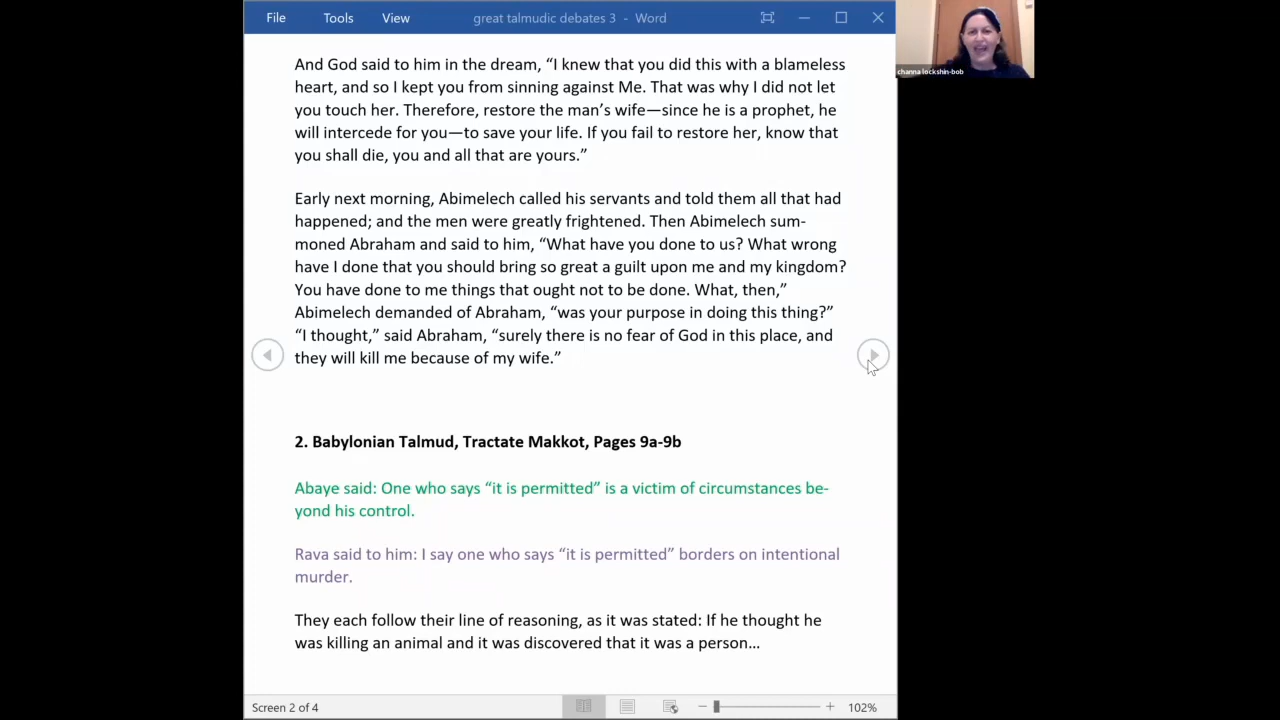 File Tools View great talmudic debates 3 - Word
channa lockshin-bob
And God said to him in the dream, “I knew that you did this with a blameless
heart, and so I kept you from sinning against Me. That was why I did not let
you touch her. Therefore, restore the man’s wife—since he is a prophet, he
will intercede for you—to save your life. If you fail to restore her, know that
you shall die, you and all that are yours.”
Early next morning, Abimelech called his servants and told them all that had
happened; and the men were greatly frightened. Then Abimelech sum-
moned Abraham and said to him, “What have you done to us? What wrong
have I done that you should bring so great a guilt upon me and my kingdom?
You have done to me things that ought not to be done. What, then,”
Abimelech demanded of Abraham, “was your purpose in doing this thing?”
“I thought,” said Abraham, “surely there is no fear of God in this place, and
they will kill me because of my wife.”
2. Babylonian Talmud, Tractate Makkot, Pages 9a-9b
Abaye said: One who says “it is permitted” is a victim of circumstances be-
yond his control.
Rava said to him: I say one who says “it is permitted” borders on intentional
murder.
They each follow their line of reasoning, as it was stated: If he thought he
was killing an animal and it was discovered that it was a person…
Screen 2 of 4 102%